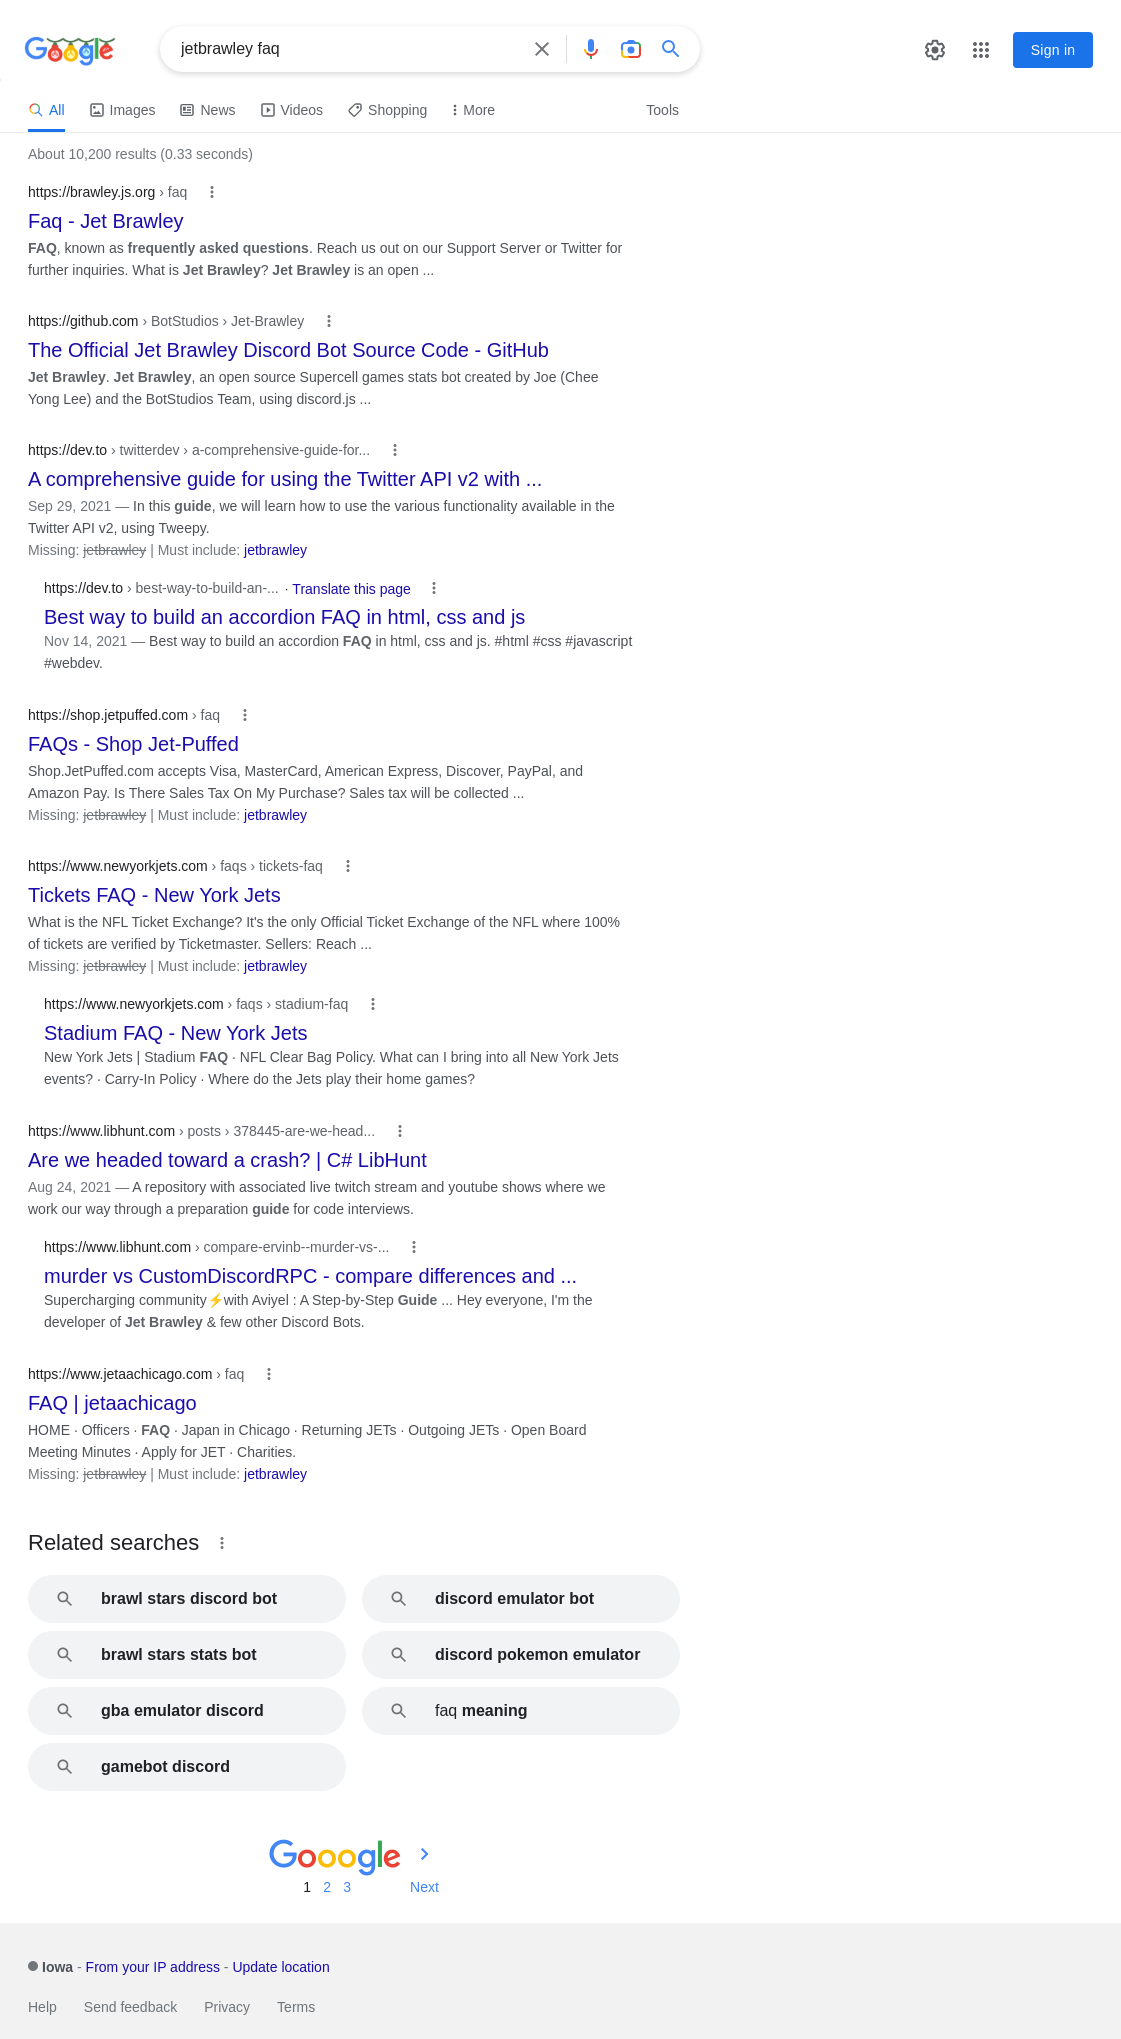 Google
jetbrawley faq
Sign in
All Images News Videos Shopping More Tools
About 10,200 results (0.33 seconds)
https://brawley.js.org › faq
Faq - Jet Brawley
FAQ, known as frequently asked questions. Reach us out on our Support Server or Twitter for
further inquiries. What is Jet Brawley? Jet Brawley is an open ...
https://github.com › BotStudios › Jet-Brawley
The Official Jet Brawley Discord Bot Source Code - GitHub
Jet Brawley. Jet Brawley, an open source Supercell games stats bot created by Joe (Chee
Yong Lee) and the BotStudios Team, using discord.js ...
https://dev.to › twitterdev › a-comprehensive-guide-for...
A comprehensive guide for using the Twitter API v2 with ...
Sep 29, 2021 — In this guide, we will learn how to use the various functionality available in the
Twitter API v2, using Tweepy.
Missing: jetbrawley | Must include: jetbrawley
https://dev.to › best-way-to-build-an-... · Translate this page
Best way to build an accordion FAQ in html, css and js
Nov 14, 2021 — Best way to build an accordion FAQ in html, css and js. #html #css #javascript
#webdev.
https://shop.jetpuffed.com › faq
FAQs - Shop Jet-Puffed
Shop.JetPuffed.com accepts Visa, MasterCard, American Express, Discover, PayPal, and
Amazon Pay. Is There Sales Tax On My Purchase? Sales tax will be collected ...
Missing: jetbrawley | Must include: jetbrawley
https://www.newyorkjets.com › faqs › tickets-faq
Tickets FAQ - New York Jets
What is the NFL Ticket Exchange? It's the only Official Ticket Exchange of the NFL where 100%
of tickets are verified by Ticketmaster. Sellers: Reach ...
Missing: jetbrawley | Must include: jetbrawley
https://www.newyorkjets.com › faqs › stadium-faq
Stadium FAQ - New York Jets
New York Jets | Stadium FAQ · NFL Clear Bag Policy. What can I bring into all New York Jets
events? · Carry-In Policy · Where do the Jets play their home games?
https://www.libhunt.com › posts › 378445-are-we-head...
Are we headed toward a crash? | C# LibHunt
Aug 24, 2021 — A repository with associated live twitch stream and youtube shows where we
work our way through a preparation guide for code interviews.
https://www.libhunt.com › compare-ervinb--murder-vs-...
murder vs CustomDiscordRPC - compare differences and ...
Supercharging community⚡with Aviyel : A Step-by-Step Guide ... Hey everyone, I'm the
developer of Jet Brawley & few other Discord Bots.
https://www.jetaachicago.com › faq
FAQ | jetaachicago
HOME · Officers · FAQ · Japan in Chicago · Returning JETs · Outgoing JETs · Open Board
Meeting Minutes · Apply for JET · Charities.
Missing: jetbrawley | Must include: jetbrawley
Related searches
brawl stars discord bot
discord emulator bot
brawl stars stats bot
discord pokemon emulator
gba emulator discord
faq meaning
gamebot discord
Gooogle
1 2 3 Next
Iowa - From your IP address - Update location
Help Send feedback Privacy Terms